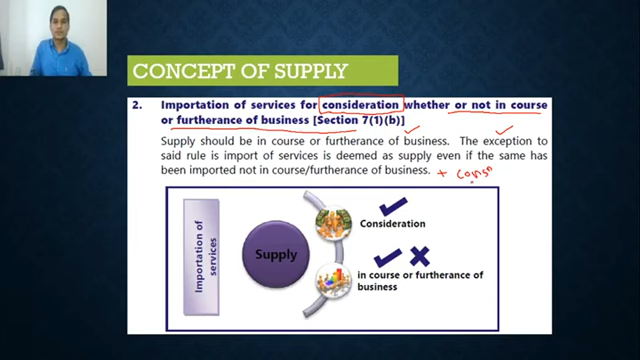 CONCEPT OF SUPPLY
2. Importation of services for consideration whether or not in course
or furtherance of business [Section 7(1)(b)]
Supply should be in course or furtherance of business. The exception to
said rule is import of services is deemed as supply even if the same has
been imported not in course/furtherance of business. + consn
Importation of
services
Supply
Consideration
in course or furtherance of
business